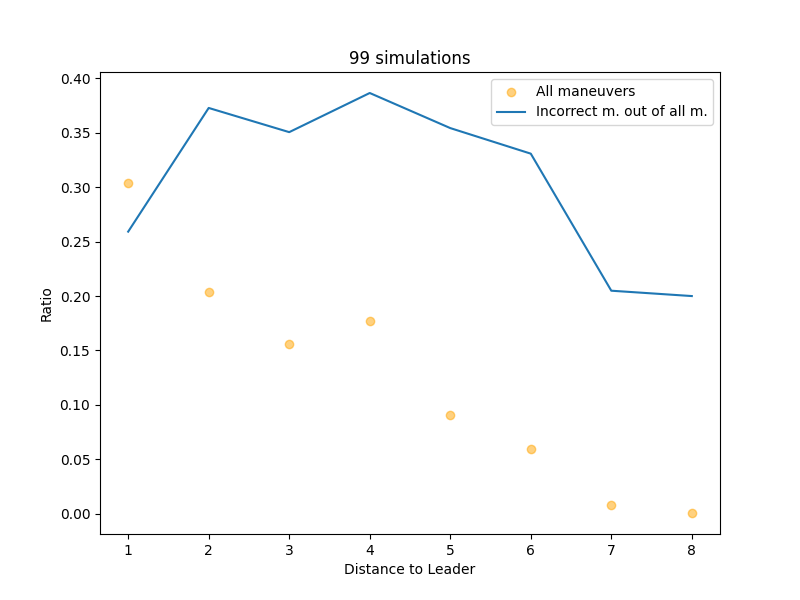 99 simulations
All maneuvers
Incorrect m. out of all m.
0.40
0.35
0.30
0.25
0.20
0.15
0.10
0.05
0.00
Ratio
1 2 3 4 5 6 7 8
Distance to Leader